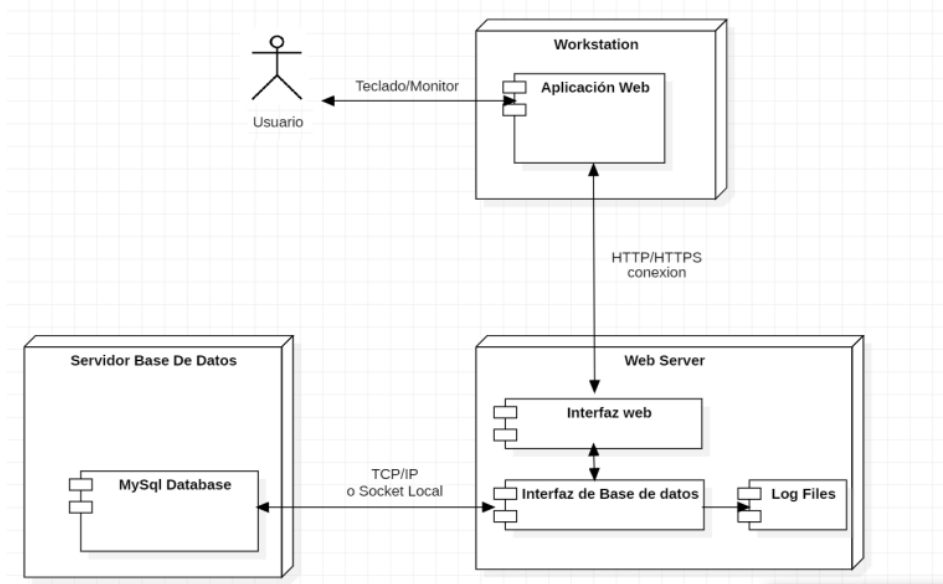 Workstation
Aplicación Web
Teclado/Monitor
Usuario
HTTP/HTTPS
conexion
Servidor Base De Datos
Web Server
Interfaz web
MySql Database
TCP/IP
o Socket Local
Interfaz de Base de datos
Log Files